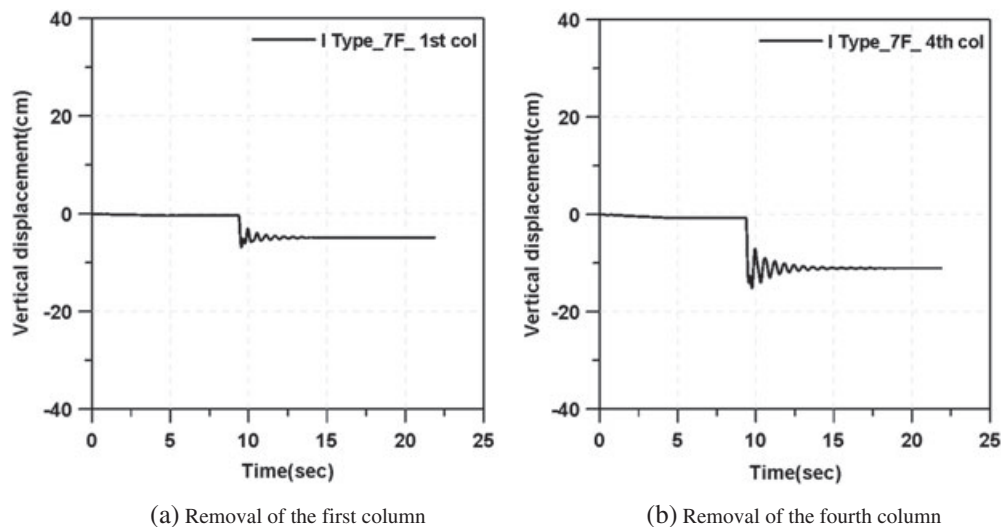 I Type_7F_ 1st col
Vertical displacement(cm)
40
20
0
-20
-40
0 5 10 15 20 25
Time(sec)
(a) Removal of the first column
I Type_7F_ 4th col
Vertical displacement(cm)
40
20
0
-20
-40
0 5 10 15 20 25
Time(sec)
(b) Removal of the fourth column